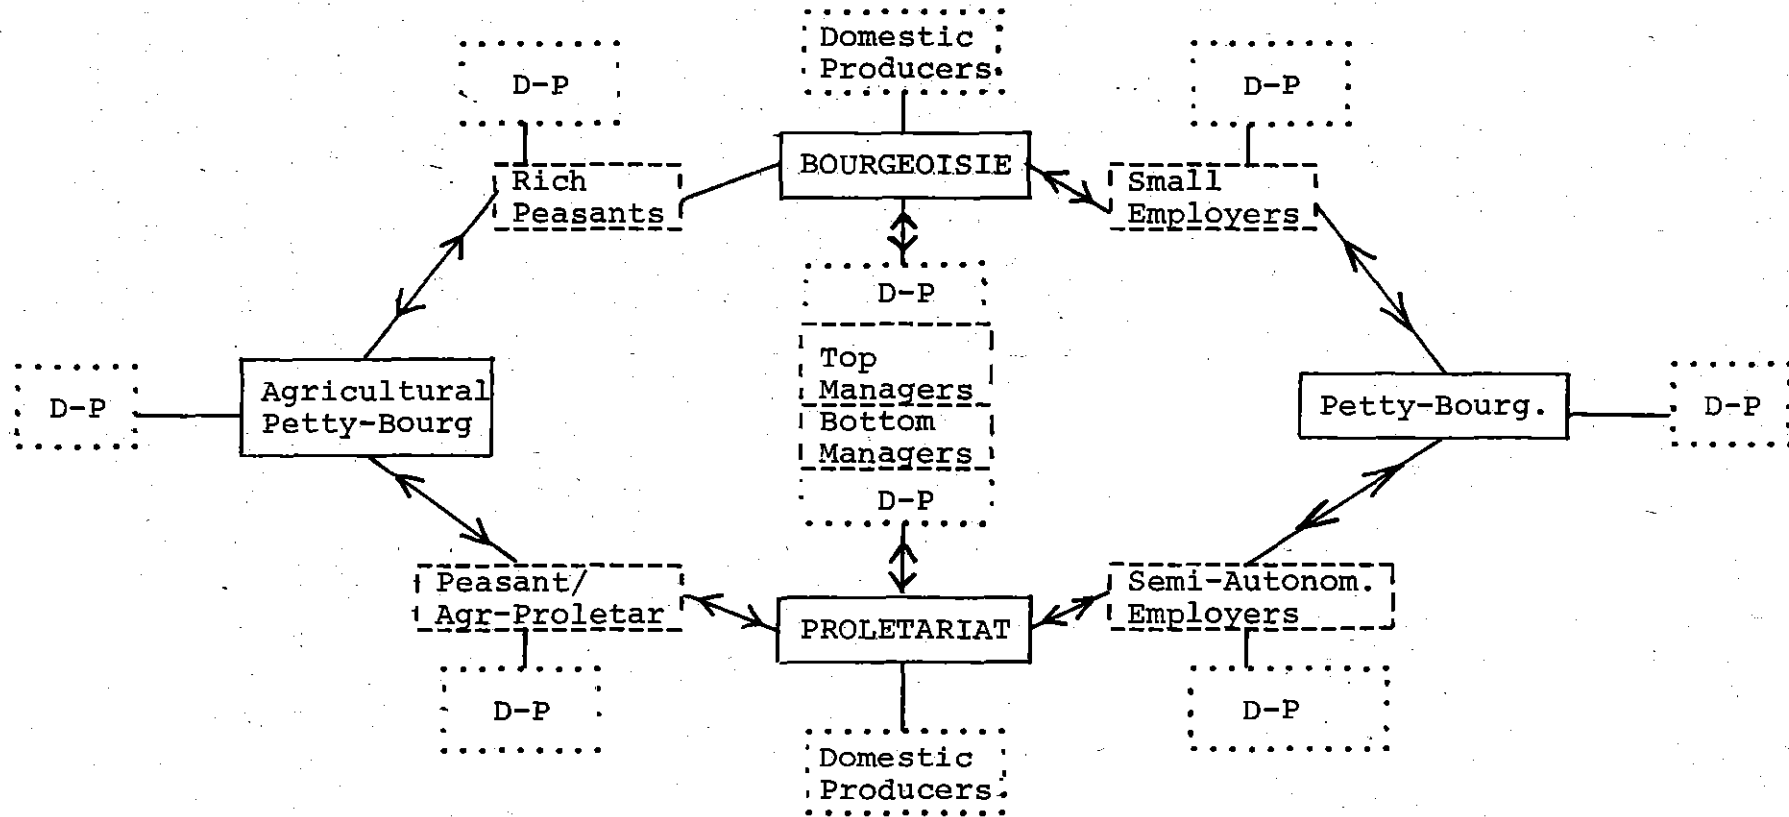 Domestic
Producers
D-P
D-P
BOURGEOISIE
Rich
Peasants
Small
Employers
D-P
Top
Managers
Bottom
Managers
D-P
D-P
Agricultural
Petty-Bourg
Petty-Bourg.
D-P
Peasant/
Agr-Proletar
PROLETARIAT
Semi-Autonom.
Employers
D-P
D-P
Domestic
Producers